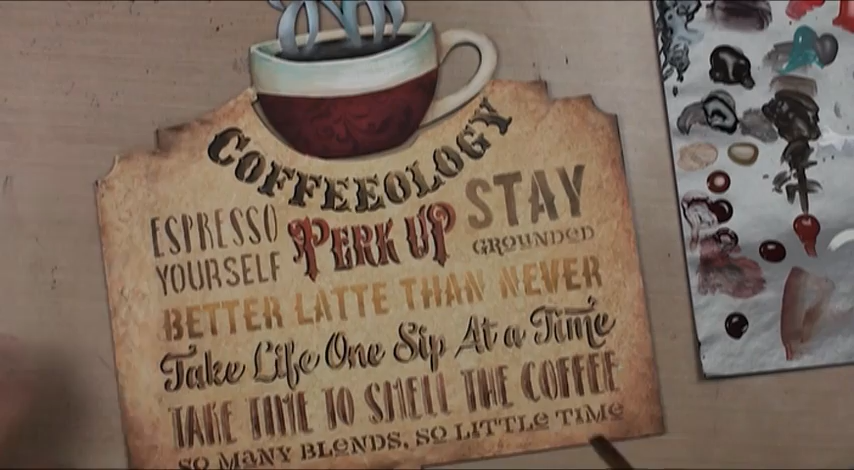 COFFEEOLOGY
ESPRESSO YOURSELF
PERK UP
STAY GROUNDED
BETTER LATTE THAN NEVER
Take Life One Sip At a Time
TAKE TIME TO SMELL THE COFFEE
SO MANY BLENDS, SO LITTLE TIME